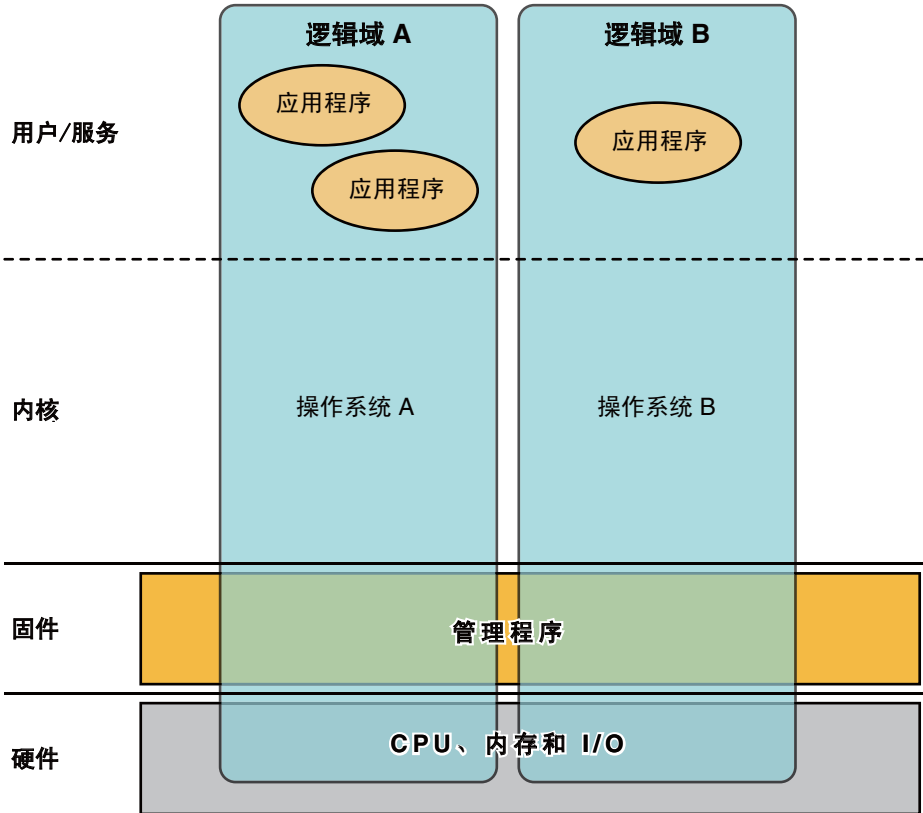 逻辑域 A
逻辑域 B
应用程序
应用程序
应用程序
用户/服务
内核
操作系统 A
操作系统 B
固件
管理程序
硬件
CPU、内存和 I/O